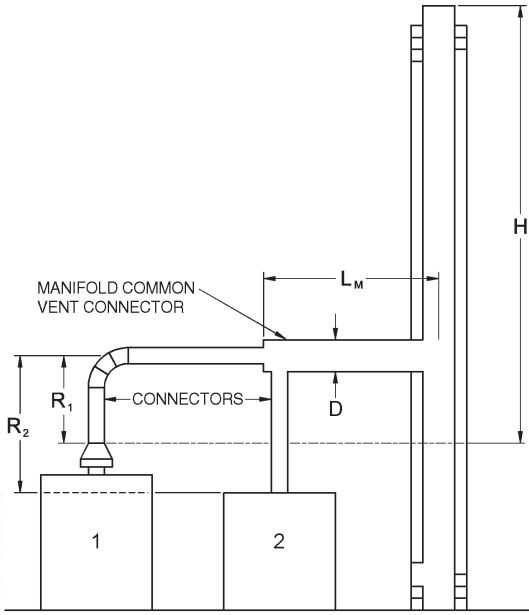 H
L M
MANIFOLD COMMON
VENT CONNECTOR
R 1
CONNECTORS
D
R 2
1
2